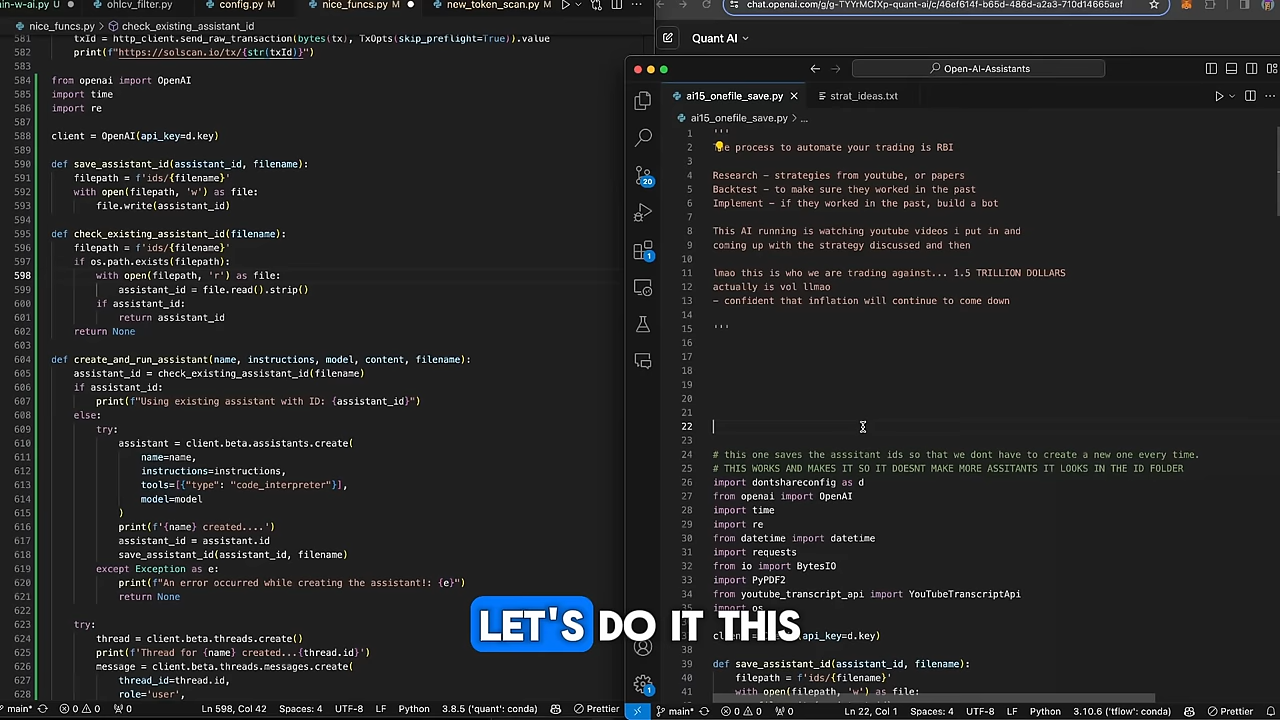 n-w-ai.py U
ohlcv_filter.py
config.py M
nice_funcs.py M
new_token_scan.py M
nice_funcs.py > check_existing_assistant_id
581 txId = http_client.send_raw_transaction(bytes(tx), TxOpts(skip_preflight=True)).value
582 print(f"https://solscan.io/tx/{str(txId)}")
583
584 from openai import OpenAI
585 import time
586 import re
587
588 client = OpenAI(api_key=d.key)
589
590 def save_assistant_id(assistant_id, filename):
591 filepath = f'ids/{filename}'
592 with open(filepath, 'w') as file:
593 file.write(assistant_id)
594
595 def check_existing_assistant_id(filename):
596 filepath = f'ids/{filename}'
597 if os.path.exists(filepath):
598 with open(filepath, 'r') as file:
599 assistant_id = file.read().strip()
600 if assistant_id:
601 return assistant_id
602 return None
603
604 def create_and_run_assistant(name, instructions, model, content, filename):
605 assistant_id = check_existing_assistant_id(filename)
606 if assistant_id:
607 print(f"Using existing assistant with ID: {assistant_id}")
608 else:
609 try:
610 assistant = client.beta.assistants.create(
611 name=name,
612 instructions=instructions,
613 tools=[{"type": "code_interpreter"}],
614 model=model
615 )
616 print(f'{name} created....')
617 assistant_id = assistant.id
618 save_assistant_id(assistant_id, filename)
619 except Exception as e:
620 print(f"An error occurred while creating the assistant!: {e}")
621 return None
622
623 try:
624 thread = client.beta.threads.create()
625 print(f'Thread for {name} created...{thread.id}')
626 message = client.beta.threads.messages.create(
627 thread_id=thread.id,
628 role='user',
main* 0 0 0 Ln 598, Col 42 Spaces: 4 UTF-8 LF Python 3.8.5 ('quant': conda) Prettier
chat.openai.com/g/g-TYYrMCfXp-quant-ai/c/46ef614f-b65d-486d-a2a3-710d14665aef
Quant AI
Open-AI-Assistants
ai15_onefile_save.py
strat_ideas.txt
ai15_onefile_save.py > ...
20
1
1
1 '''
2 e process to automate your trading is RBI
3
4 Research - strategies from youtube, or papers
5 Backtest - to make sure they worked in the past
6 Implement - if they worked in the past, build a bot
7
8 This AI running is watching youtube videos i put in and
9 coming up with the strategy discussed and then
10
11 lmao this is who we are trading against... 1.5 TRILLION DOLLARS
12 actually is vol llmao
13 - confident that inflation will continue to come down
14
15 '''
16
17
18
19
20
21
22
23
24 # this one saves the asssitant ids so that we dont have to create a new one every time.
25 # THIS WORKS AND MAKES IT SO IT DOESNT MAKE MORE ASSITANTS IT LOOKS IN THE ID FOLDER
26 import dontshareconfig as d
27 from openai import OpenAI
28 import time
29 import re
30 from datetime import datetime
31 import requests
32 from io import BytesIO
33 import PyPDF2
34 from youtube_transcript_api import YouTubeTranscriptApi
import os
api_key=d.key)
38
39 def save_assistant_id(assistant_id, filename):
40 filepath = f'ids/{filename}'
41 with open(filepath, 'w') as file:
main* 0 0 0 Ln 22, Col 1 Spaces: 4 UTF-8 LF Python 3.10.6 ('tflow': conda) Prettier
LET'S DO IT THIS